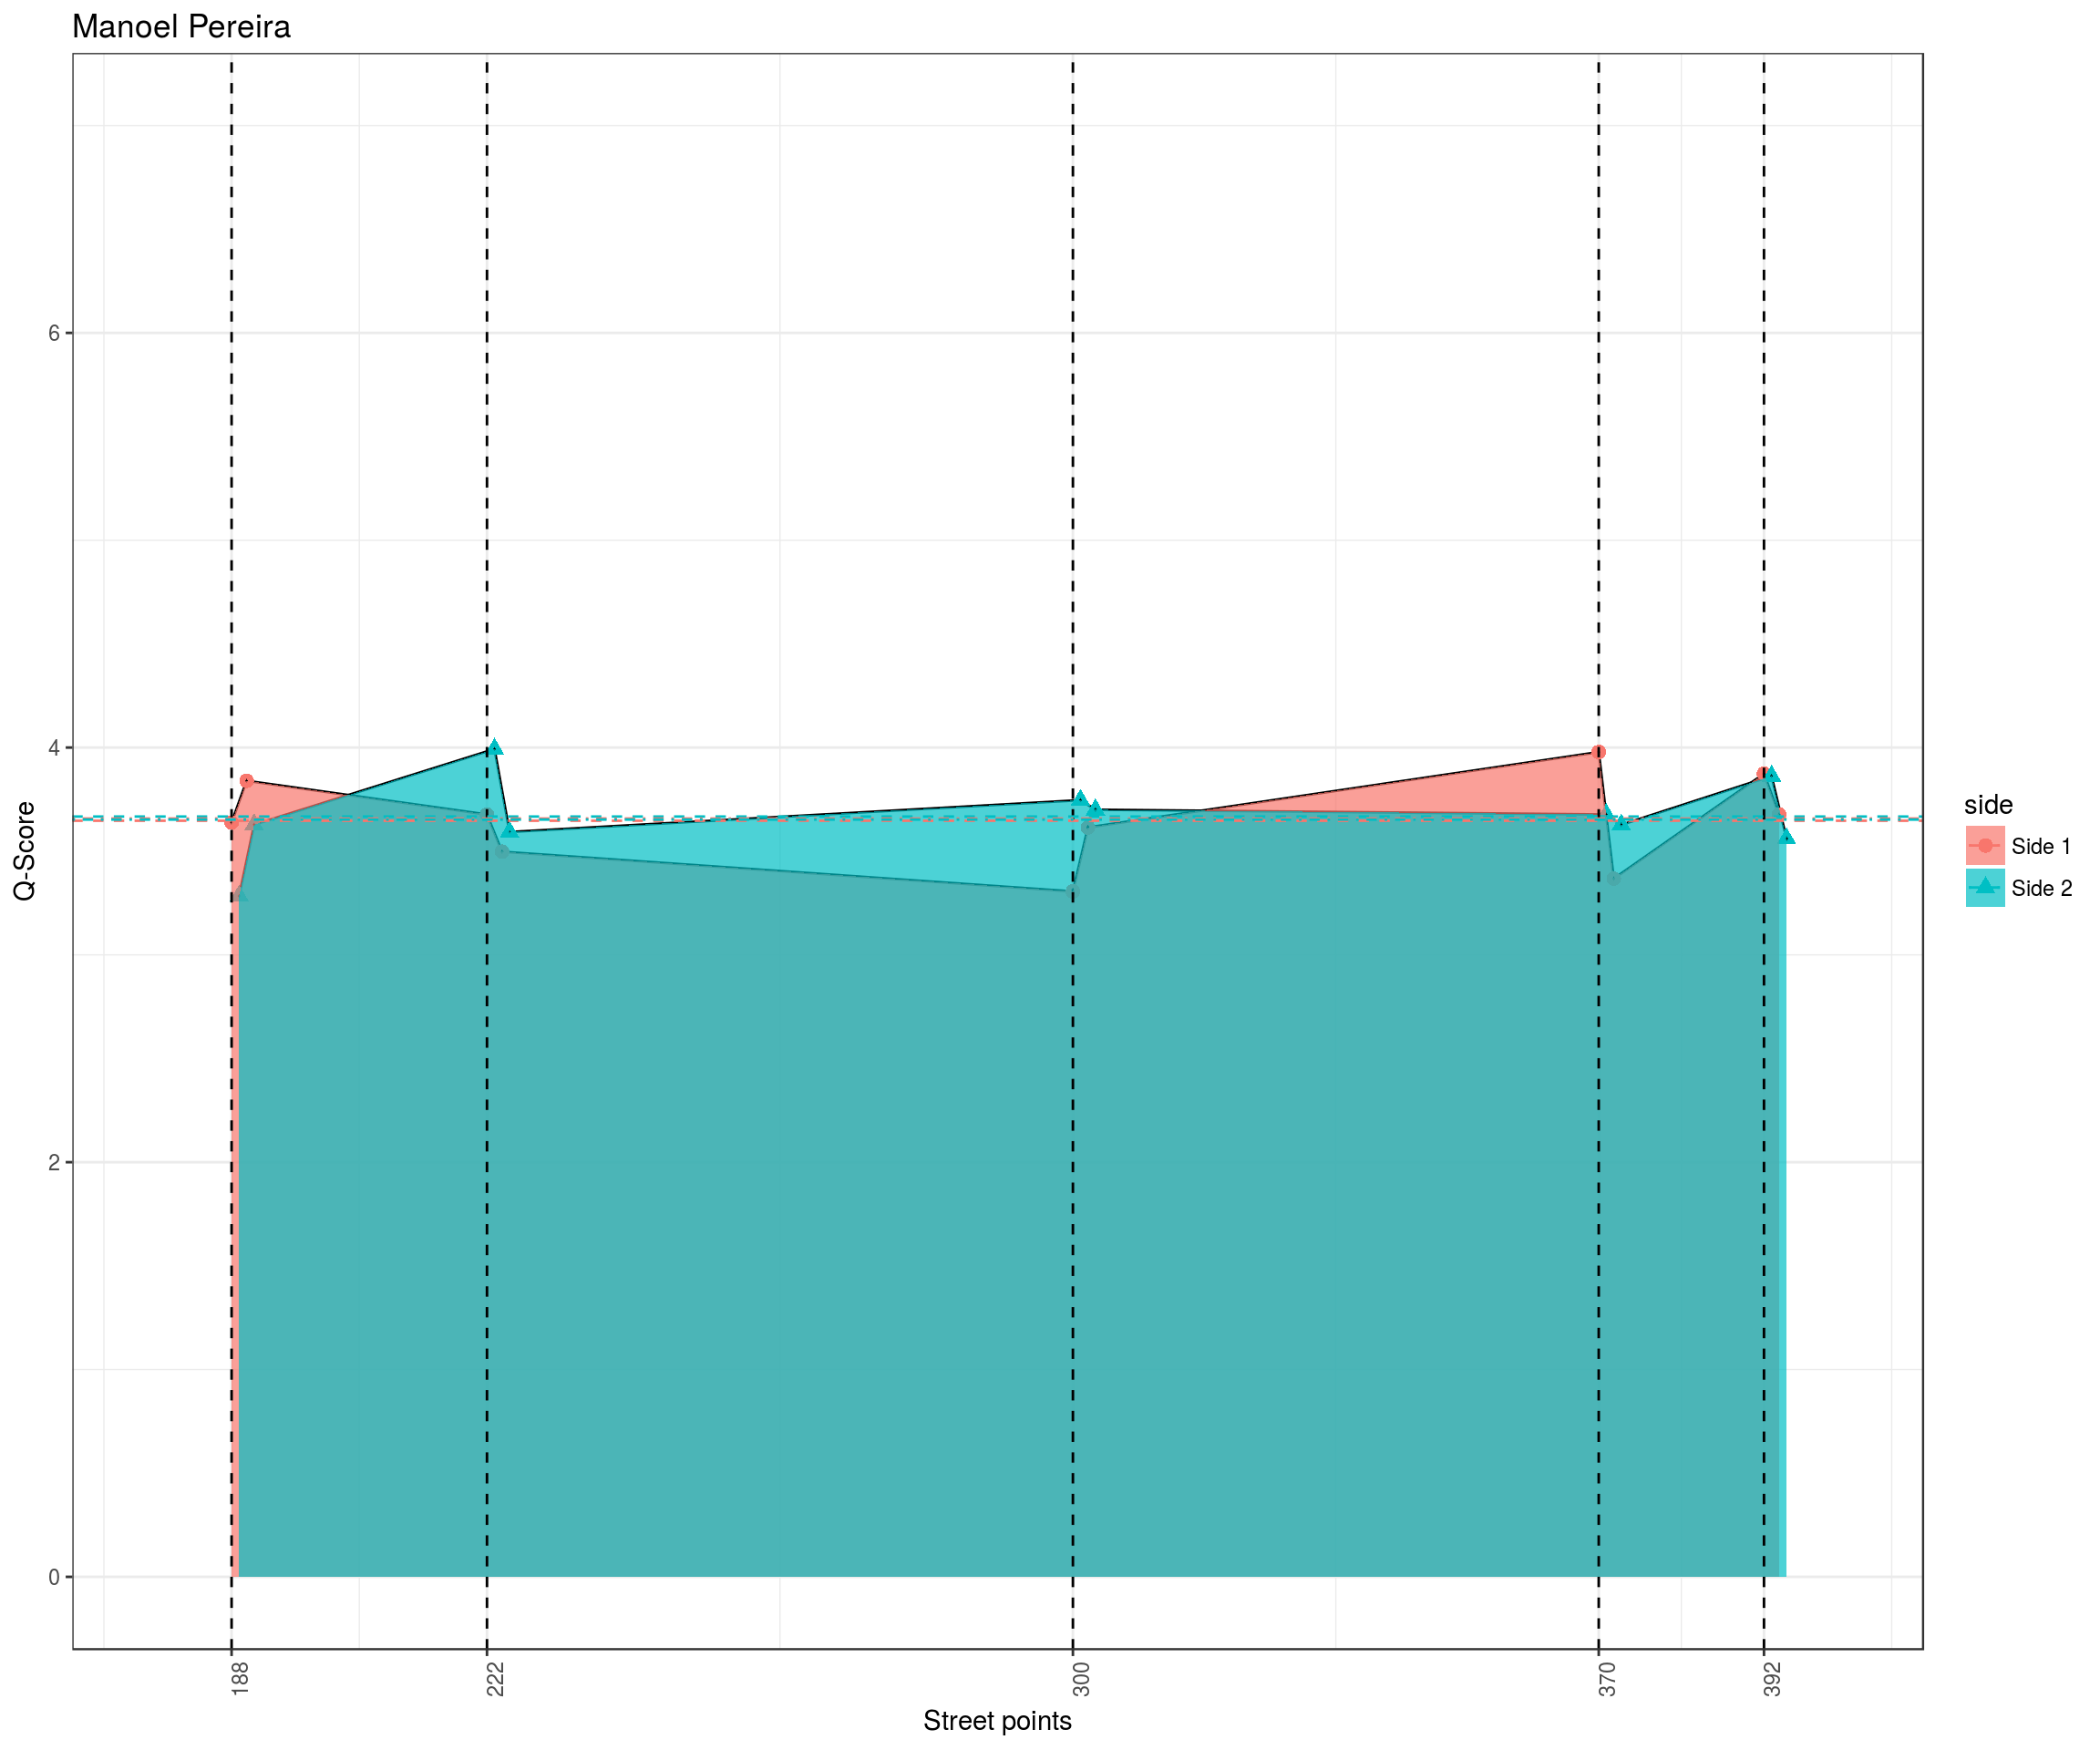 Manoel Pereira
Q-Score
6
4
2
0
188
222
300
370
392
Street points
side
Side 1
Side 2